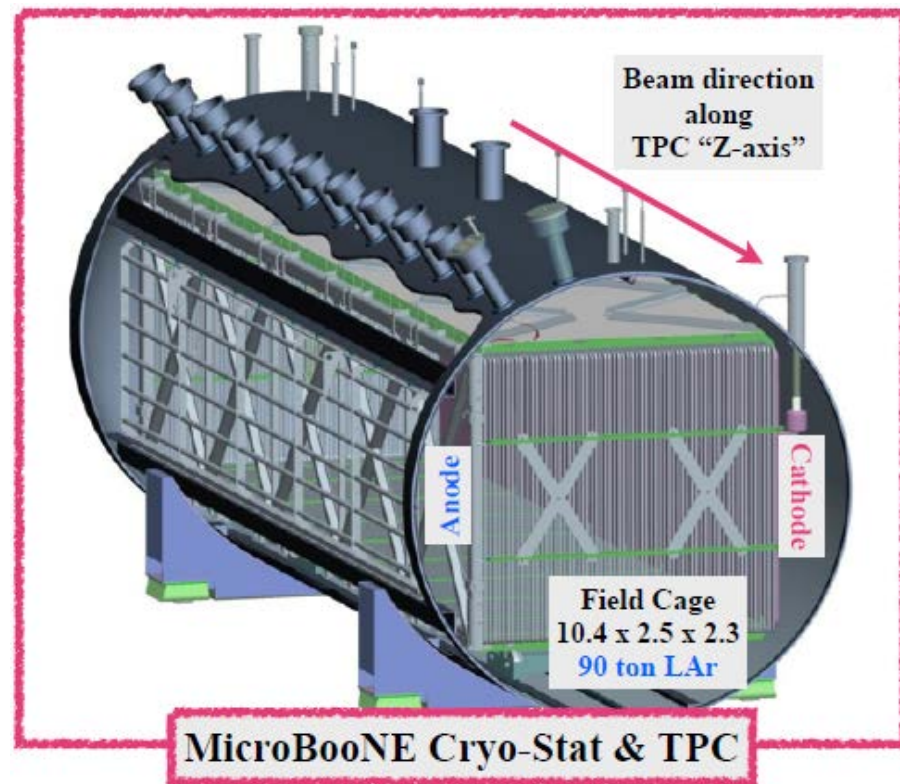 Beam direction
along
TPC “Z-axis”
Anode
Cathode
Field Cage
10.4 x 2.5 x 2.3
90 ton LAr
MicroBooNE Cryo-Stat & TPC